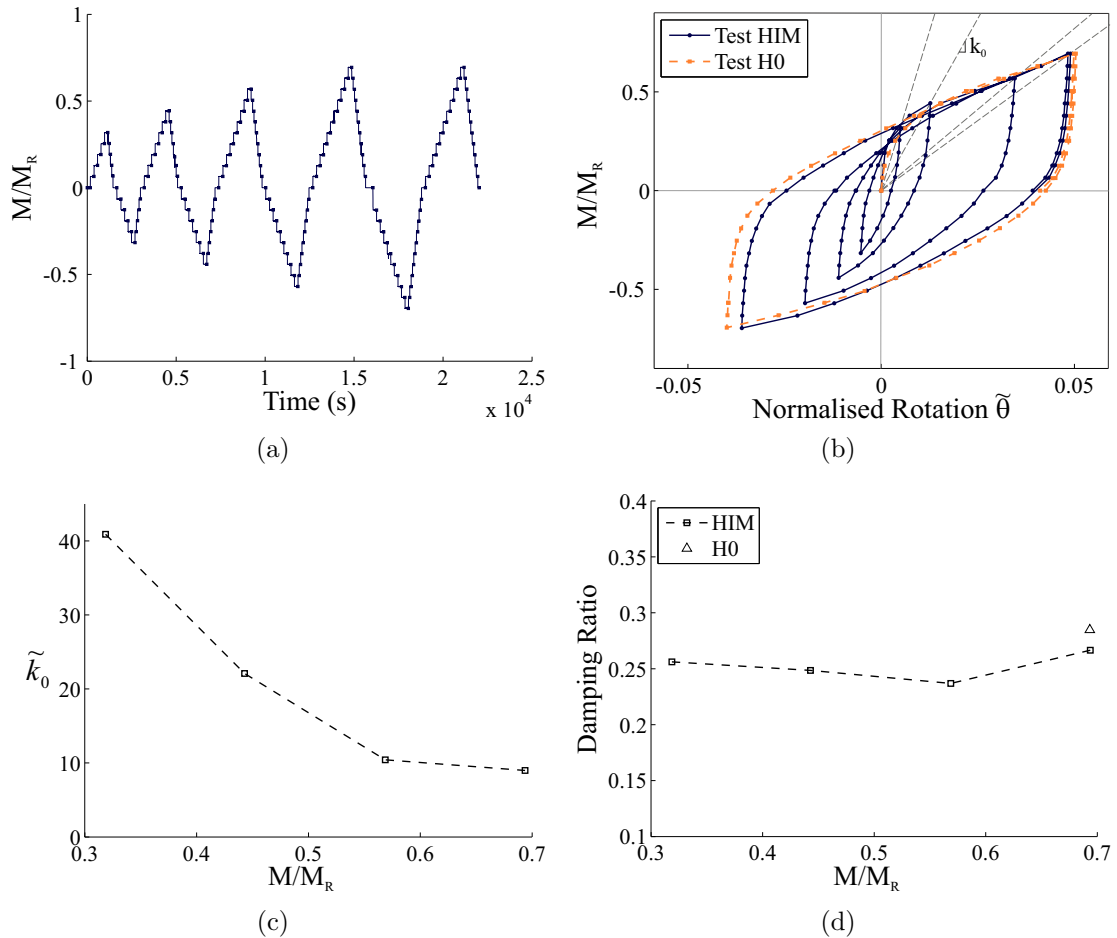 1
0.5
0
-0.5
-1
M/M_R
0 0.5 1 1.5 2 2.5
Time (s)
x 10^4
(a)
Test HIM
Test H0
k_0
0.5
0
-0.5
M/M_R
-0.05 0 0.05
Normalised Rotation θ̃
(b)
40
30
20
10
0
k̃_0
0.3 0.4 0.5 0.6 0.7
M/M_R
(c)
HIM
H0
0.4
0.35
0.3
0.25
0.2
0.15
0.1
Damping Ratio
0.3 0.4 0.5 0.6 0.7
M/M_R
(d)